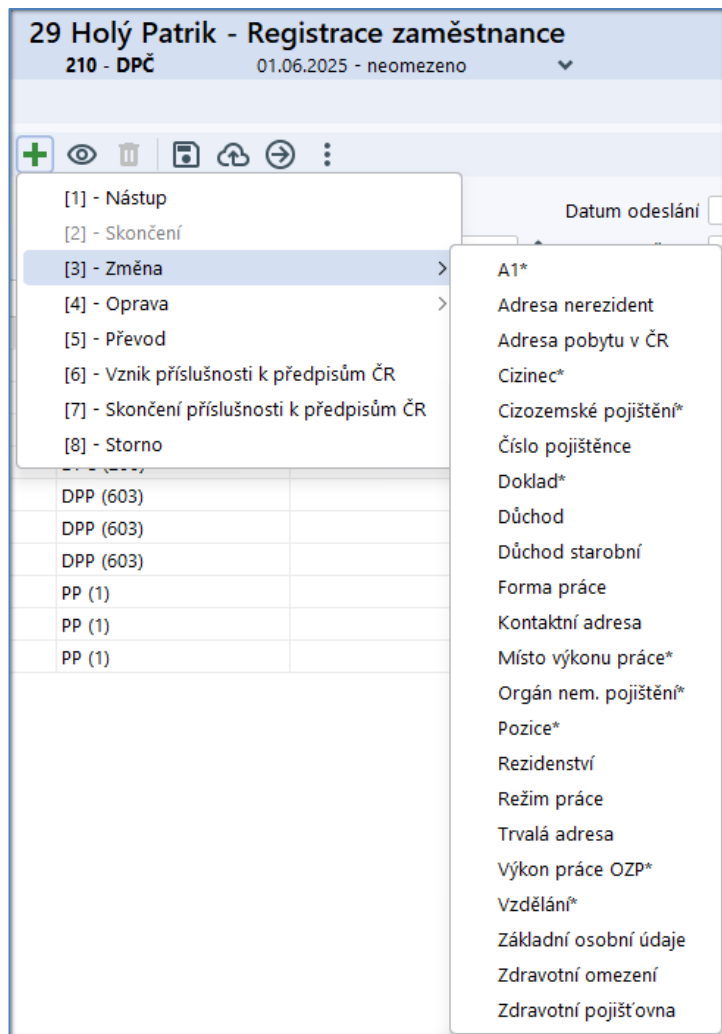 29 Holý Patrik - Registrace zaměstnance
210 - DPČ 01.06.2025 - neomezeno
[1] - Nástup
Datum odeslání
[2] - Skončení
[3] - Změna
[4] - Oprava
[5] - Převod
[6] - Vznik příslušnosti k předpisům ČR
[7] - Skončení příslušnosti k předpisům ČR
[8] - Storno
DPP (603)
DPP (603)
DPP (603)
PP (1)
PP (1)
PP (1)
A1*
Adresa nerezident
Adresa pobytu v ČR
Cizinec*
Cizozemské pojištění*
Číslo pojištěnce
Doklad*
Důchod
Důchod starobní
Forma práce
Kontaktní adresa
Místo výkonu práce*
Orgán nem. pojištění*
Pozice*
Rezidenství
Režim práce
Trvalá adresa
Výkon práce OZP*
Vzdělání*
Základní osobní údaje
Zdravotní omezení
Zdravotní pojišťovna